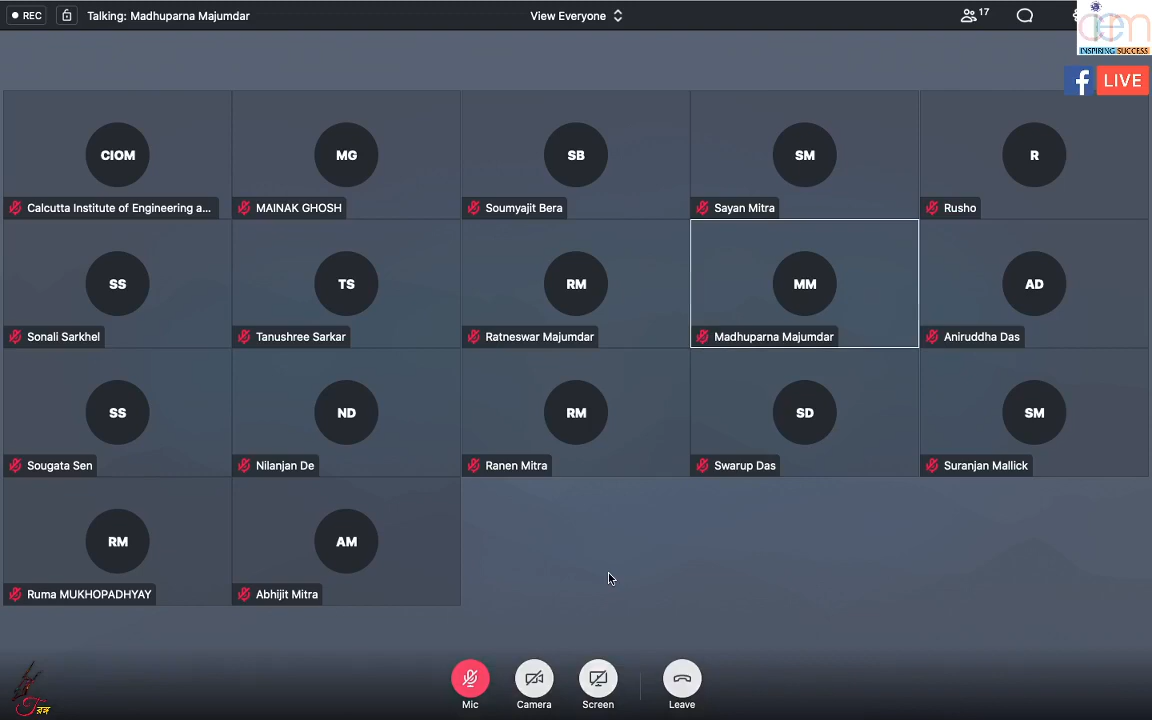 REC
Talking: Madhuparna Majumdar
View Everyone
17
INSPIRING SUCCESS
f LIVE
CIOM
MG
SB
SM
R
Calcutta Institute of Engineering a...
MAINAK GHOSH
Soumyajit Bera
Sayan Mitra
Rusho
SS
TS
RM
MM
AD
Sonali Sarkhel
Tanushree Sarkar
Ratneswar Majumdar
Madhuparna Majumdar
Aniruddha Das
SS
ND
RM
SD
SM
Sougata Sen
Nilanjan De
Ranen Mitra
Swarup Das
Suranjan Mallick
RM
AM
Ruma MUKHOPADHYAY
Abhijit Mitra
Mic
Camera
Screen
Leave